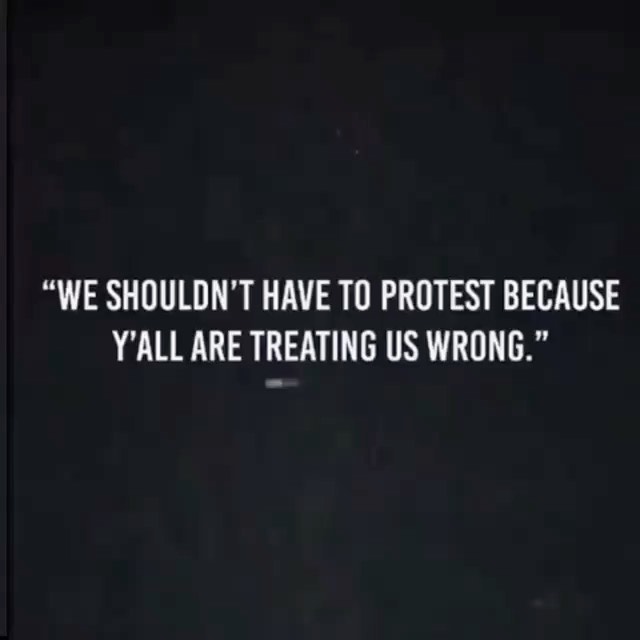 “WE SHOULDN’T HAVE TO PROTEST BECAUSE
Y’ALL ARE TREATING US WRONG.”